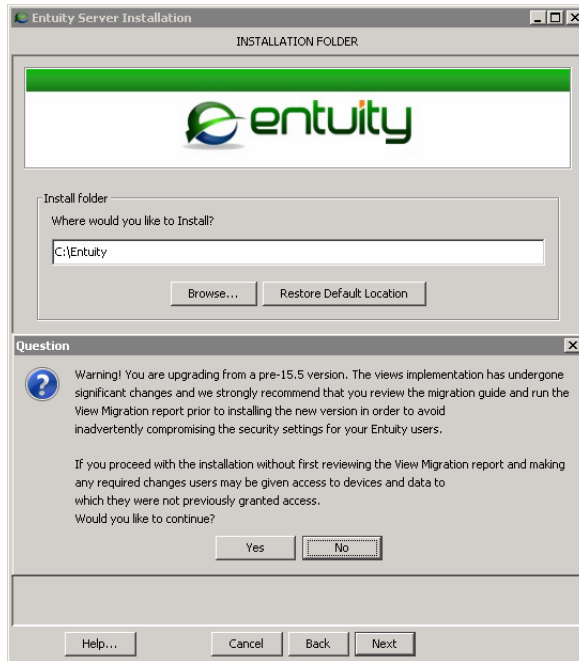 Entuity Server Installation
INSTALLATION FOLDER
entuity
Install folder
Where would you like to Install?
C:\Entuity
Browse... Restore Default Location
Question
Warning! You are upgrading from a pre-15.5 version. The views implementation has undergone
significant changes and we strongly recommend that you review the migration guide and run the
View Migration report prior to installing the new version in order to avoid
inadvertently compromising the security settings for your Entuity users.
If you proceed with the installation without first reviewing the View Migration report and making
any required changes users may be given access to devices and data to
which they were not previously granted access.
Would you like to continue?
Yes No
Help... Cancel Back Next